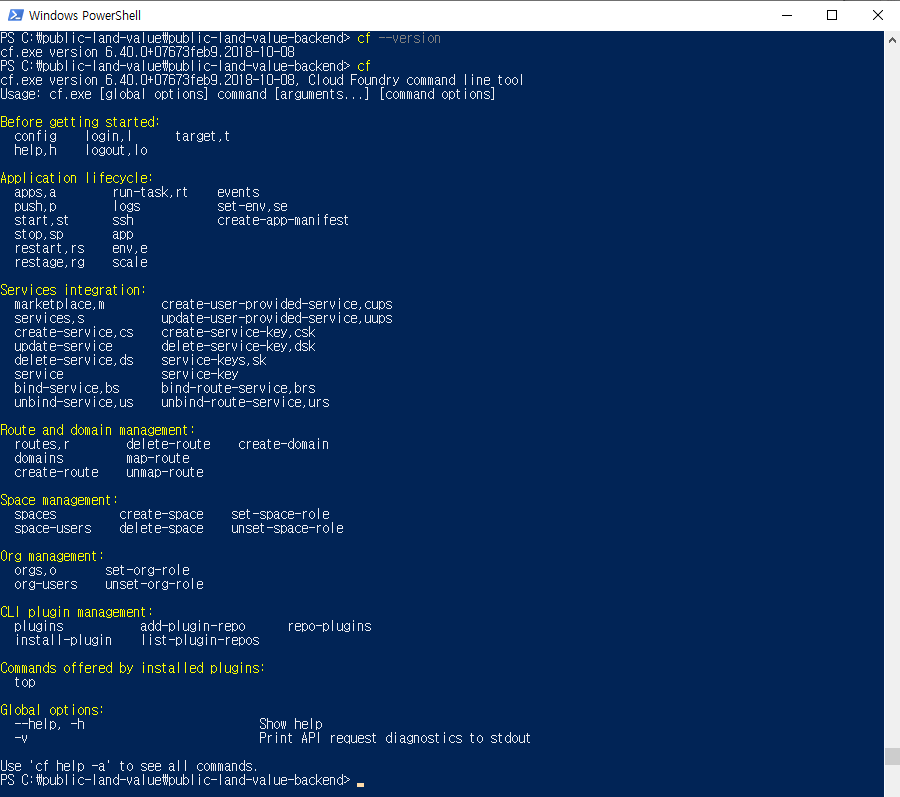 Windows PowerShell
PS C:₩public-land-value₩public-land-value-backend> cf --version
cf.exe version 6.40.0+07673feb9.2018-10-08
PS C:₩public-land-value₩public-land-value-backend> cf
cf.exe version 6.40.0+07673feb9.2018-10-08, Cloud Foundry command line tool
Usage: cf.exe [global options] command [arguments...] [command options]
Before getting started:
config login,l target,t
help,h logout,lo
Application lifecycle:
apps,a run-task,rt events
push,p logs set-env,se
start,st ssh create-app-manifest
stop,sp app
restart,rs env,e
restage,rg scale
Services integration:
marketplace,m create-user-provided-service,cups
services,s update-user-provided-service,uups
create-service,cs create-service-key,csk
update-service delete-service-key,dsk
delete-service,ds service-keys,sk
service service-key
bind-service,bs bind-route-service,brs
unbind-service,us unbind-route-service,urs
Route and domain management:
routes,r delete-route create-domain
domains map-route
create-route unmap-route
Space management:
spaces create-space set-space-role
space-users delete-space unset-space-role
Org management:
orgs,o set-org-role
org-users unset-org-role
CLI plugin management:
plugins add-plugin-repo repo-plugins
install-plugin list-plugin-repos
Commands offered by installed plugins:
top
Global options:
--help, -h Show help
-v Print API request diagnostics to stdout
Use 'cf help -a' to see all commands.
PS C:₩public-land-value₩public-land-value-backend>